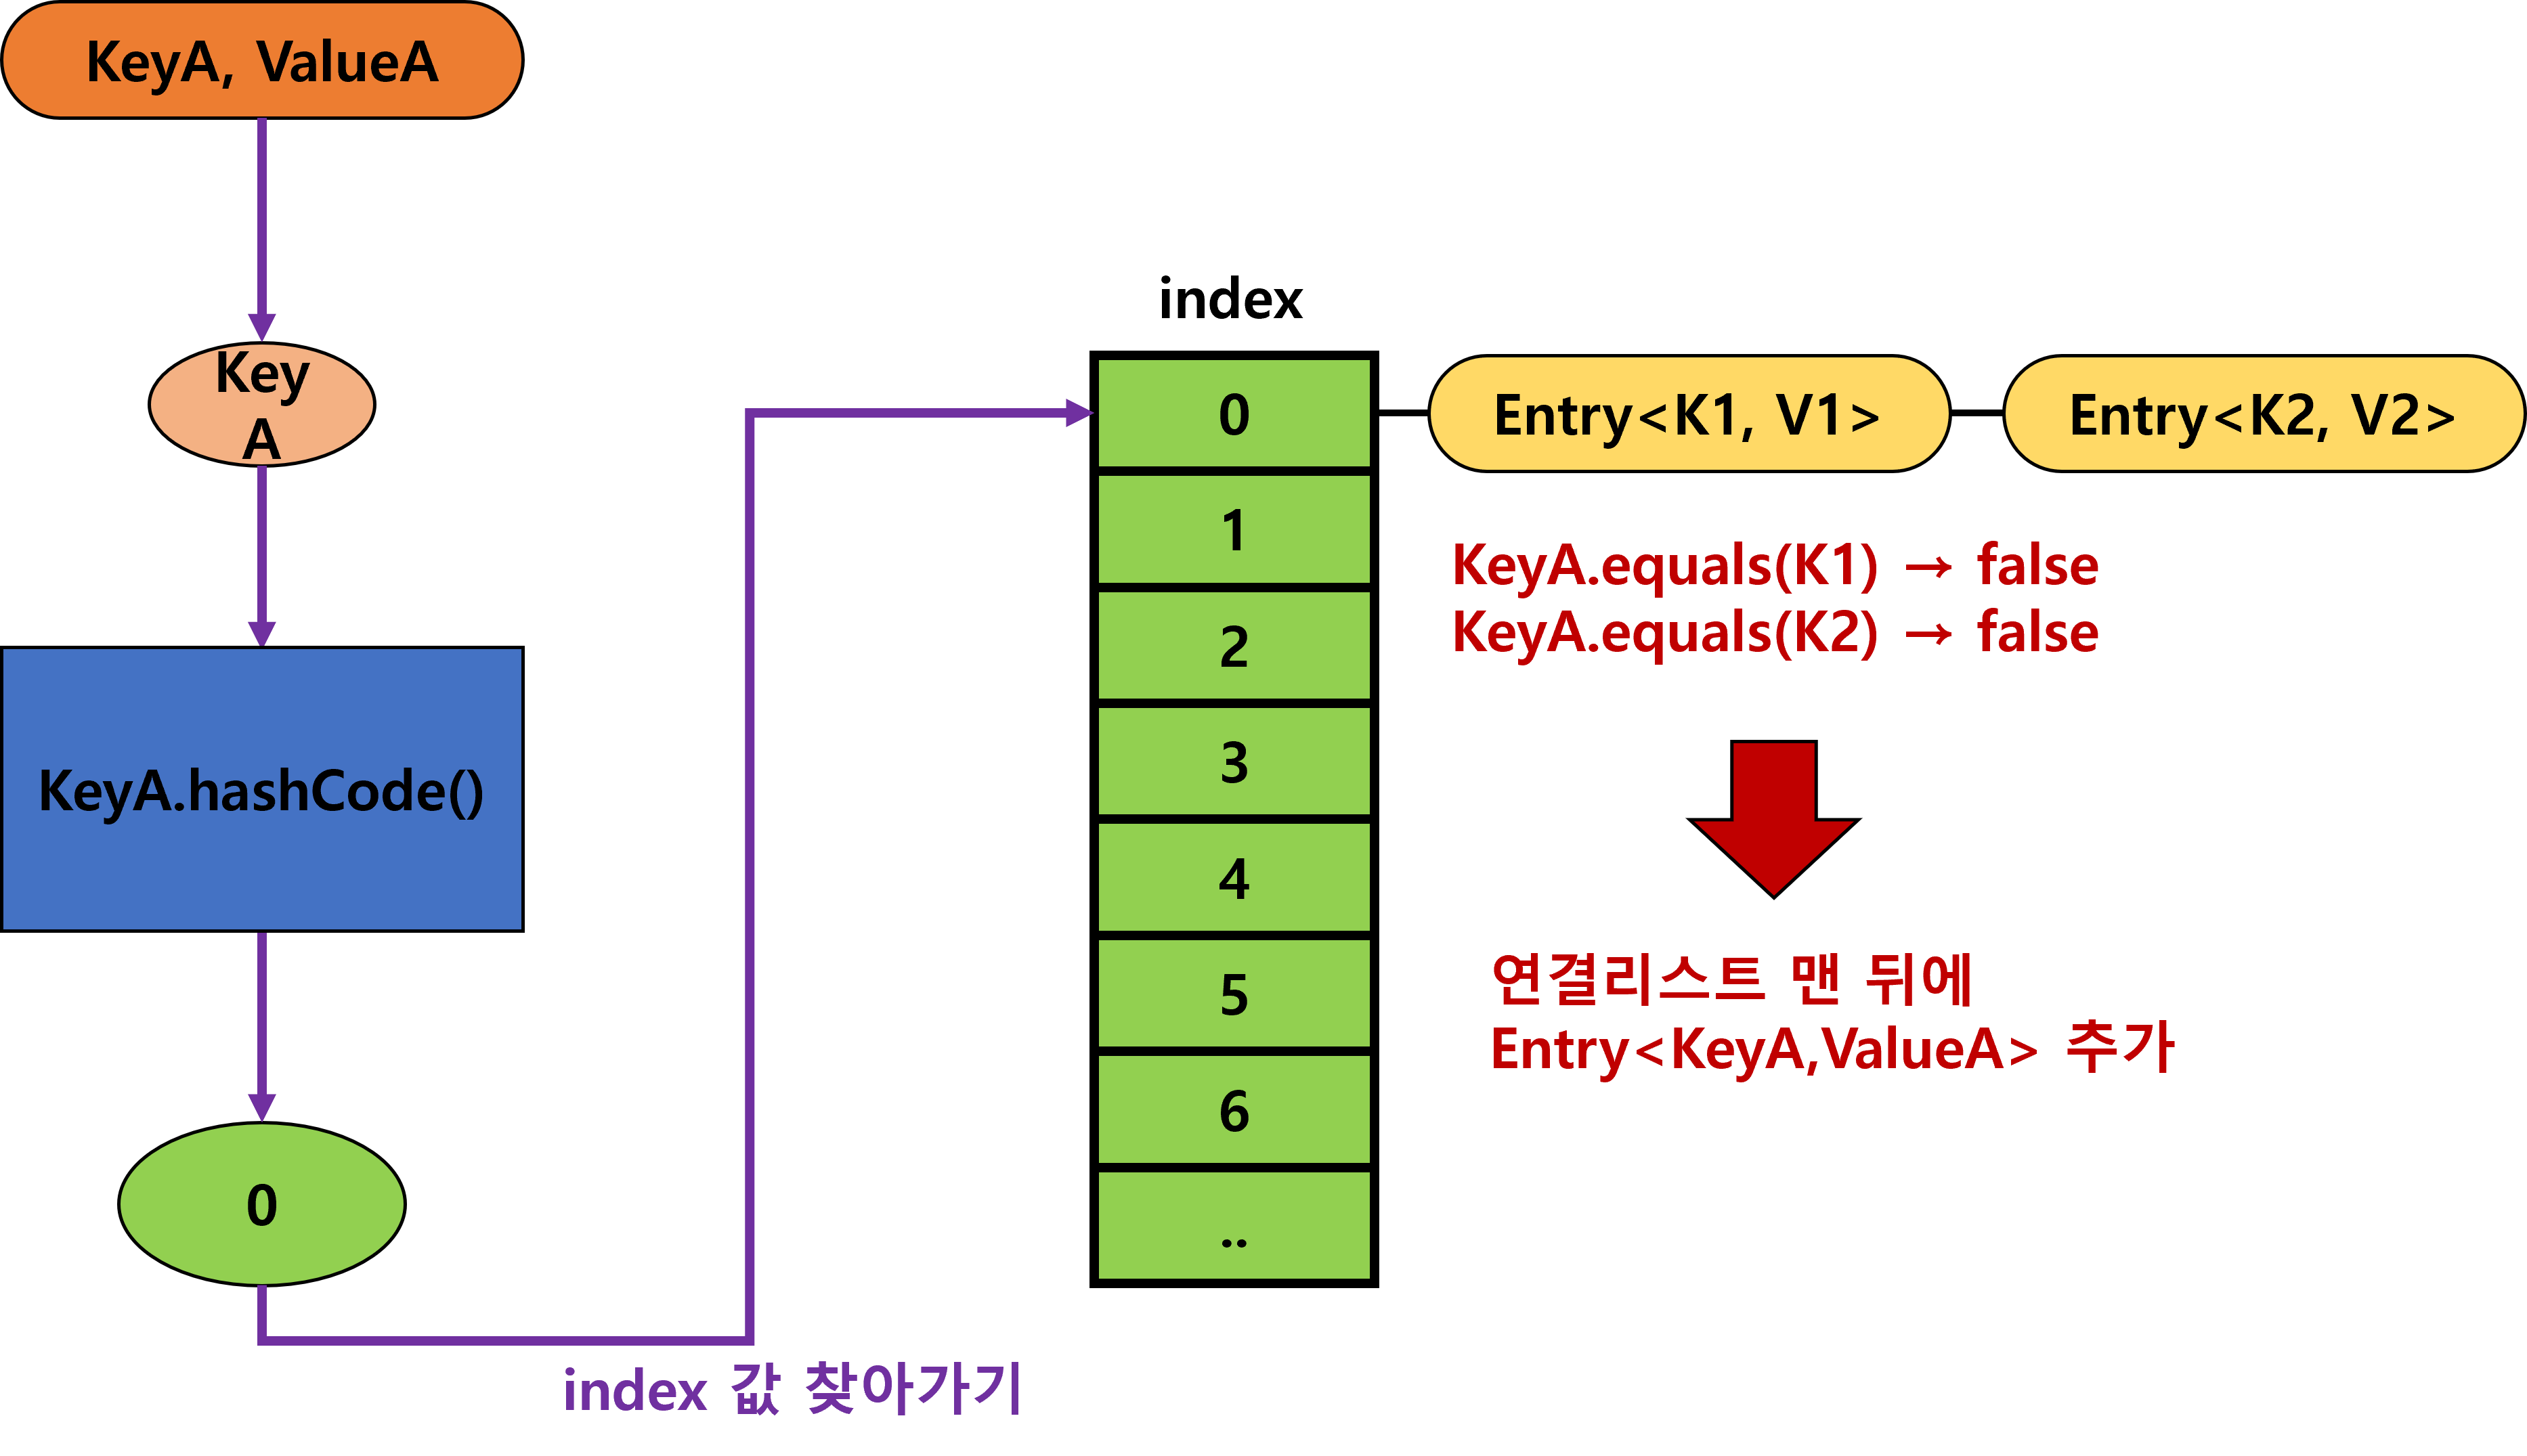 KeyA, ValueA
Key
A
KeyA.hashCode()
0
index 값 찾아가기
index
0
1
2
3
4
5
6
..
Entry<K1, V1>
Entry<K2, V2>
KeyA.equals(K1) → false
KeyA.equals(K2) → false
연결리스트 맨 뒤에
Entry<KeyA,ValueA> 추가